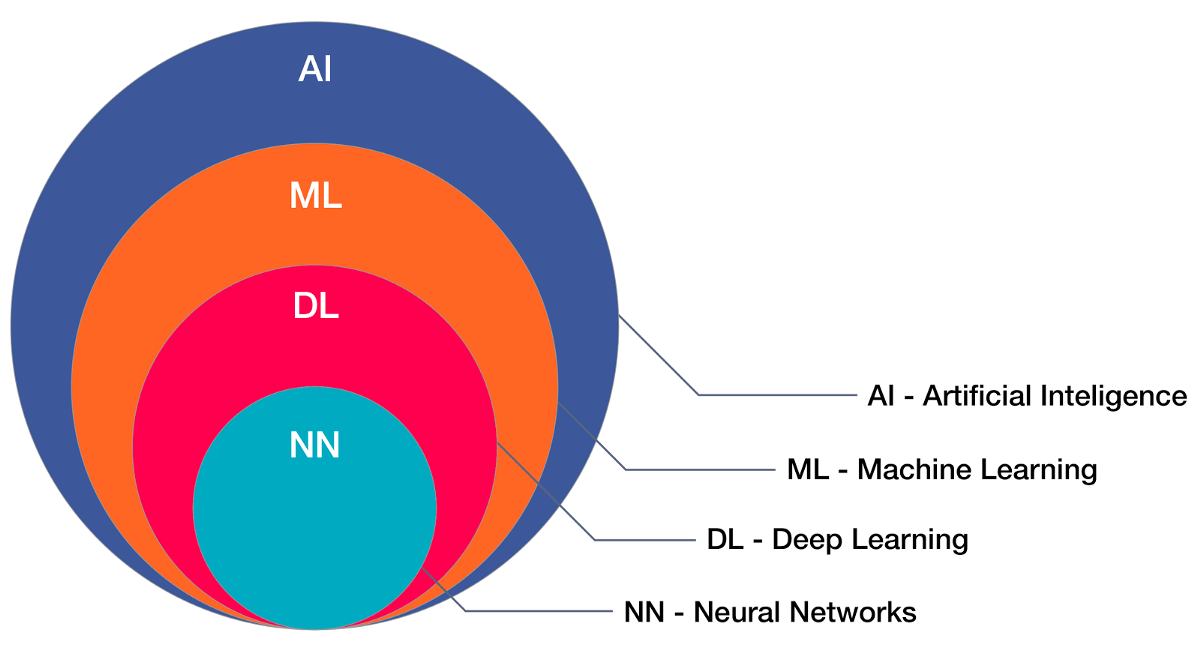 AI
ML
DL
NN
AI - Artificial Inteligence
ML - Machine Learning
DL - Deep Learning
NN - Neural Networks